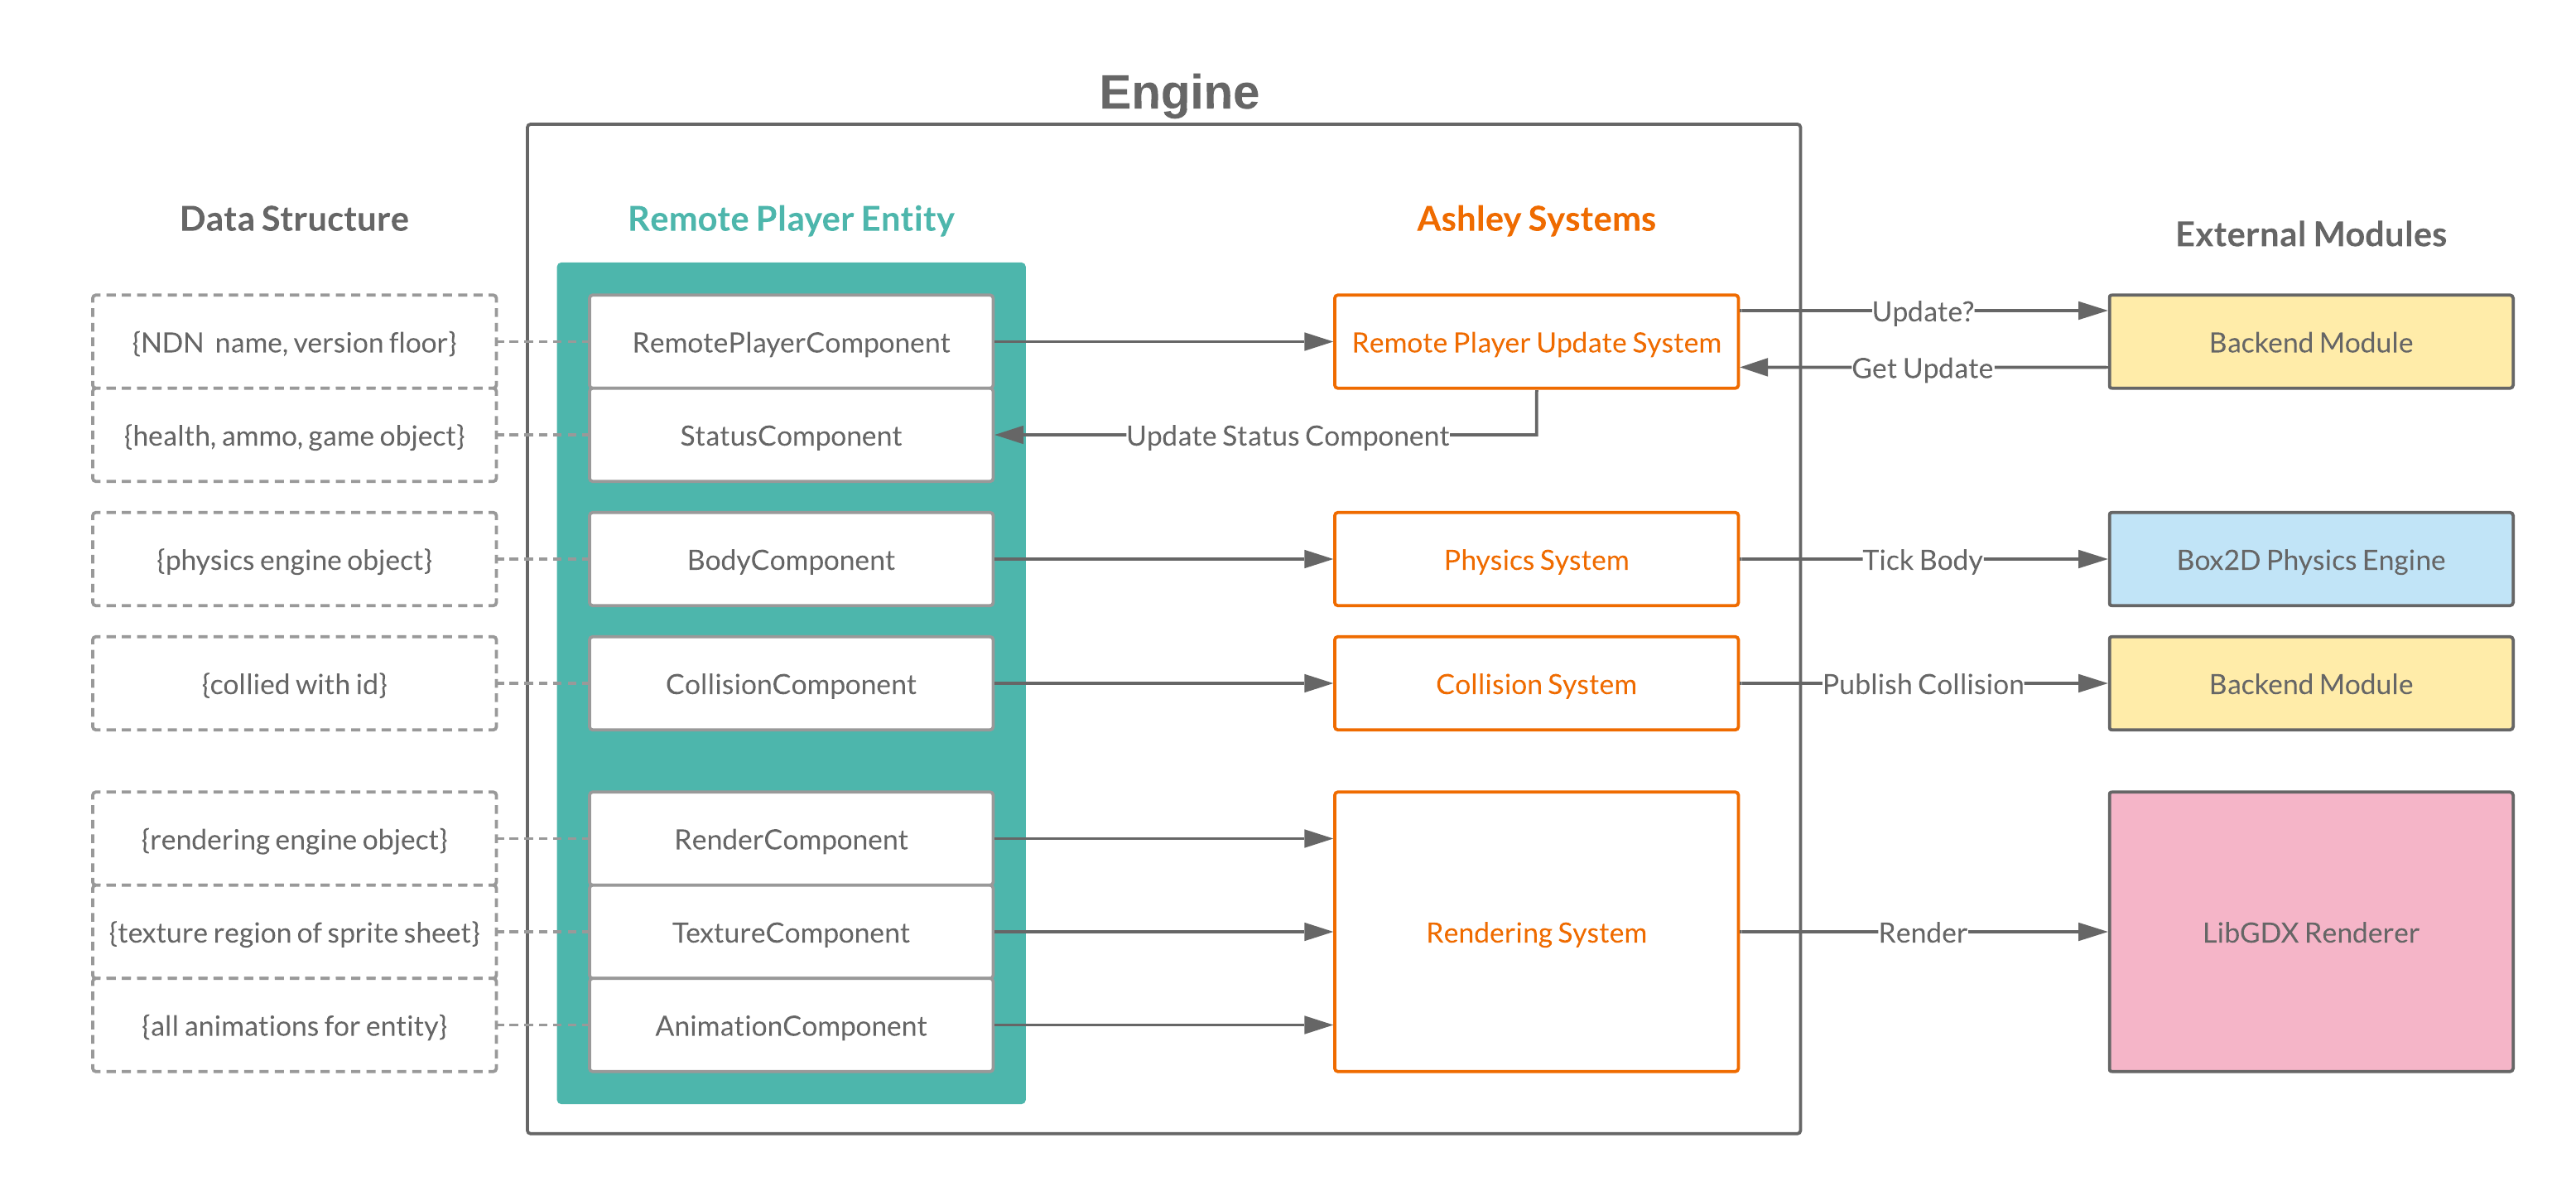 Engine
Data Structure
Remote Player Entity
Ashley Systems
External Modules
{NDN  name, version floor}
RemotePlayerComponent
Remote Player Update System
Update?
Get Update
Backend Module
{health, ammo, game object}
StatusComponent
Update Status Component
{physics engine object}
BodyComponent
Physics System
Tick Body
Box2D Physics Engine
{collied with id}
CollisionComponent
Collision System
Publish Collision
Backend Module
{rendering engine object}
RenderComponent
{texture region of sprite sheet}
TextureComponent
Rendering System
Render
LibGDX Renderer
{all animations for entity}
AnimationComponent